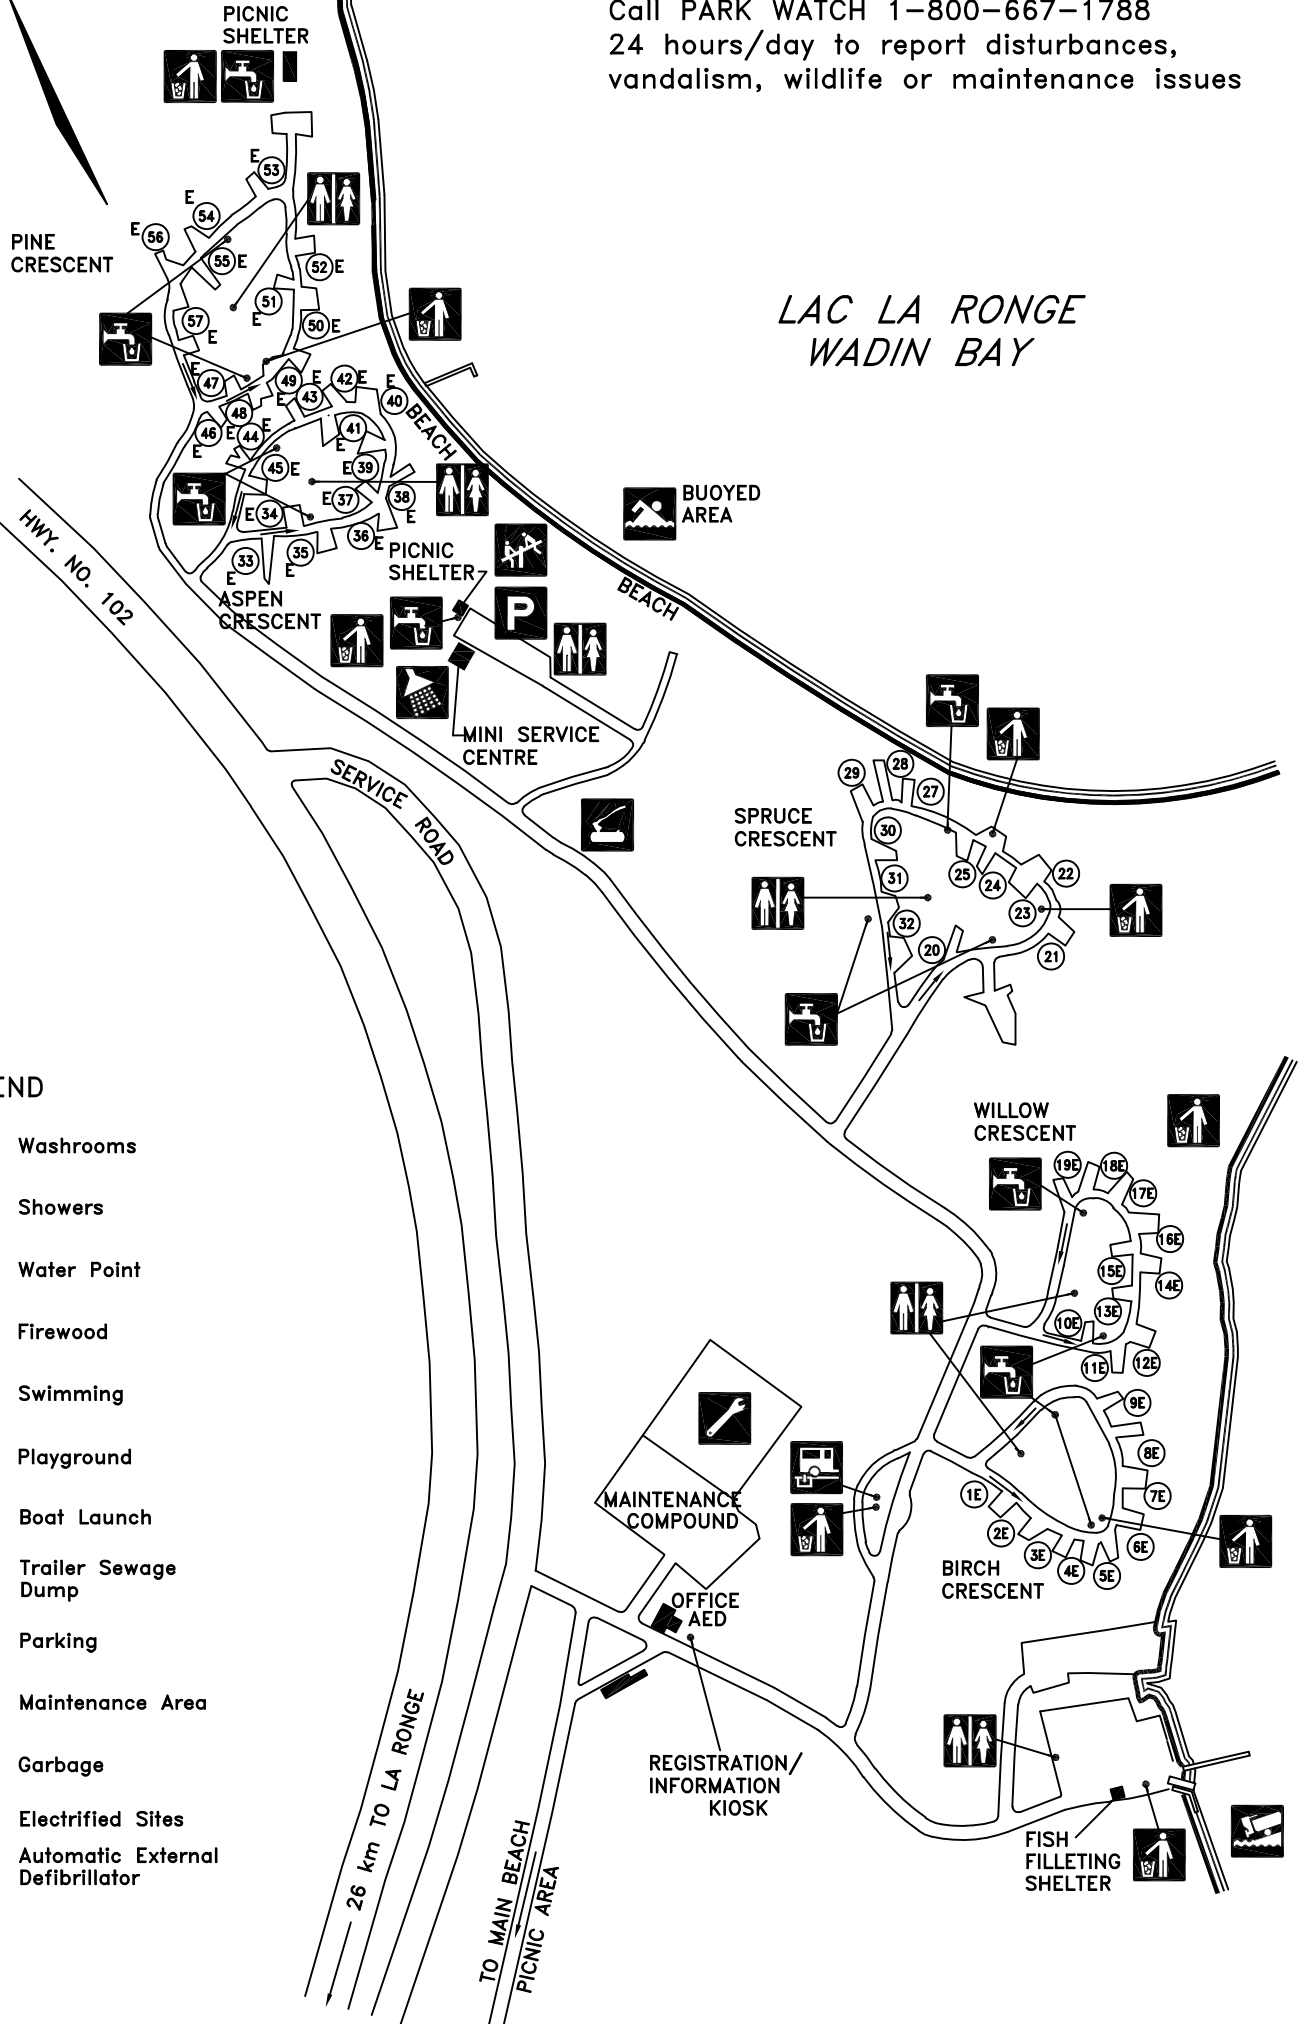 Call PARK WATCH 1-800-667-1788
24 hours/day to report disturbances,
vandalism, wildlife or maintenance issues
PICNIC
SHELTER
E 53
E 54
E 56
PINE
CRESCENT
55 E
52 E
51
E
57
E
50 E
E
47
49
E
43
E
42 E
E
40
48
46
E
E
44
E
41
E
BEACH
45 E
E 39
E 37
38
E
E 34
36
E
35
E
33
E
LAC LA RONGE
WADIN BAY
BUOYED
AREA
PICNIC
SHELTER
HWY. NO. 102
ASPEN
CRESCENT
P
BEACH
MINI SERVICE
CENTRE
SERVICE ROAD
29
28
27
SPRUCE
CRESCENT
30
31
25
24
22
23
32
20
21
END
Washrooms
Showers
Water Point
Firewood
Swimming
Playground
Boat Launch
Trailer Sewage
Dump
Parking
Maintenance Area
Garbage
Electrified Sites
Automatic External
Defibrillator
WILLOW
CRESCENT
19E
18E
17E
16E
15E
14E
13E
10E
11E
12E
9E
8E
7E
1E
2E
3E
4E
5E
6E
BIRCH
CRESCENT
MAINTENANCE
COMPOUND
OFFICE
AED
REGISTRATION/
INFORMATION
KIOSK
26 km TO LA RONGE
TO MAIN BEACH
PICNIC AREA
FISH
FILLETING
SHELTER